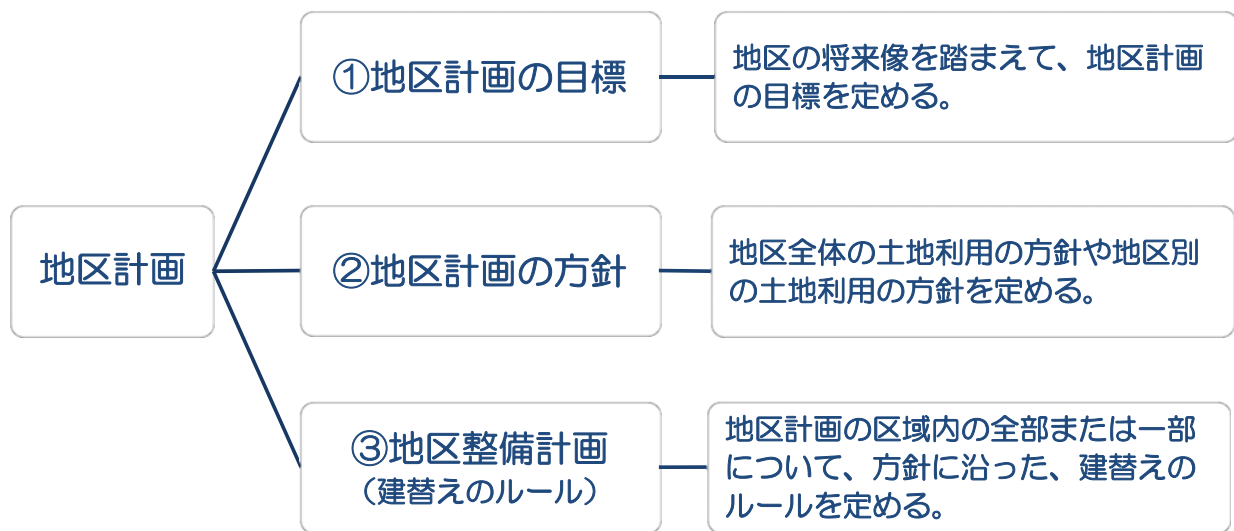 地区計画
①地区計画の目標
地区の将来像を踏まえて、地区計画
の目標を定める。
②地区計画の方針
地区全体の土地利用の方針や地区別
の土地利用の方針を定める。
③地区整備計画
（建替えのルール）
地区計画の区域内の全部または一部
について、方針に沿った、建替えの
ルールを定める。